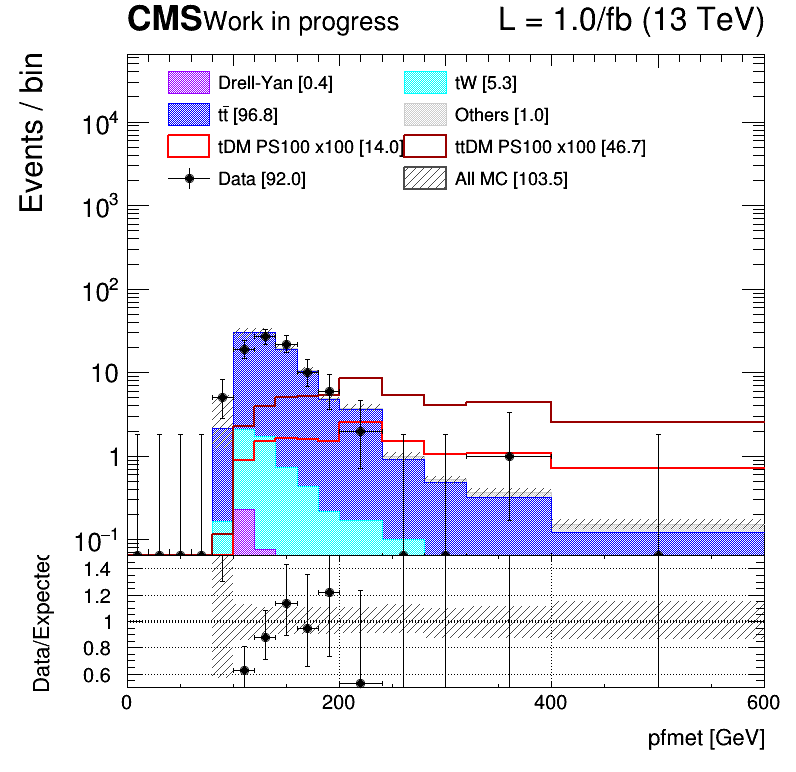 CMS Work in progress L = 1.0/fb (13 TeV)
Events / bin
Drell-Yan [0.4] tW [5.3]
tt̄ [96.8] Others [1.0]
tDM PS100 x100 [14.0] ttDM PS100 x100 [46.7]
Data [92.0] All MC [103.5]
10⁴
10³
10²
10
1
10⁻¹
Data/Expected
1.4
1.2
1
0.8
0.6
0 200 400 600
pfmet [GeV]